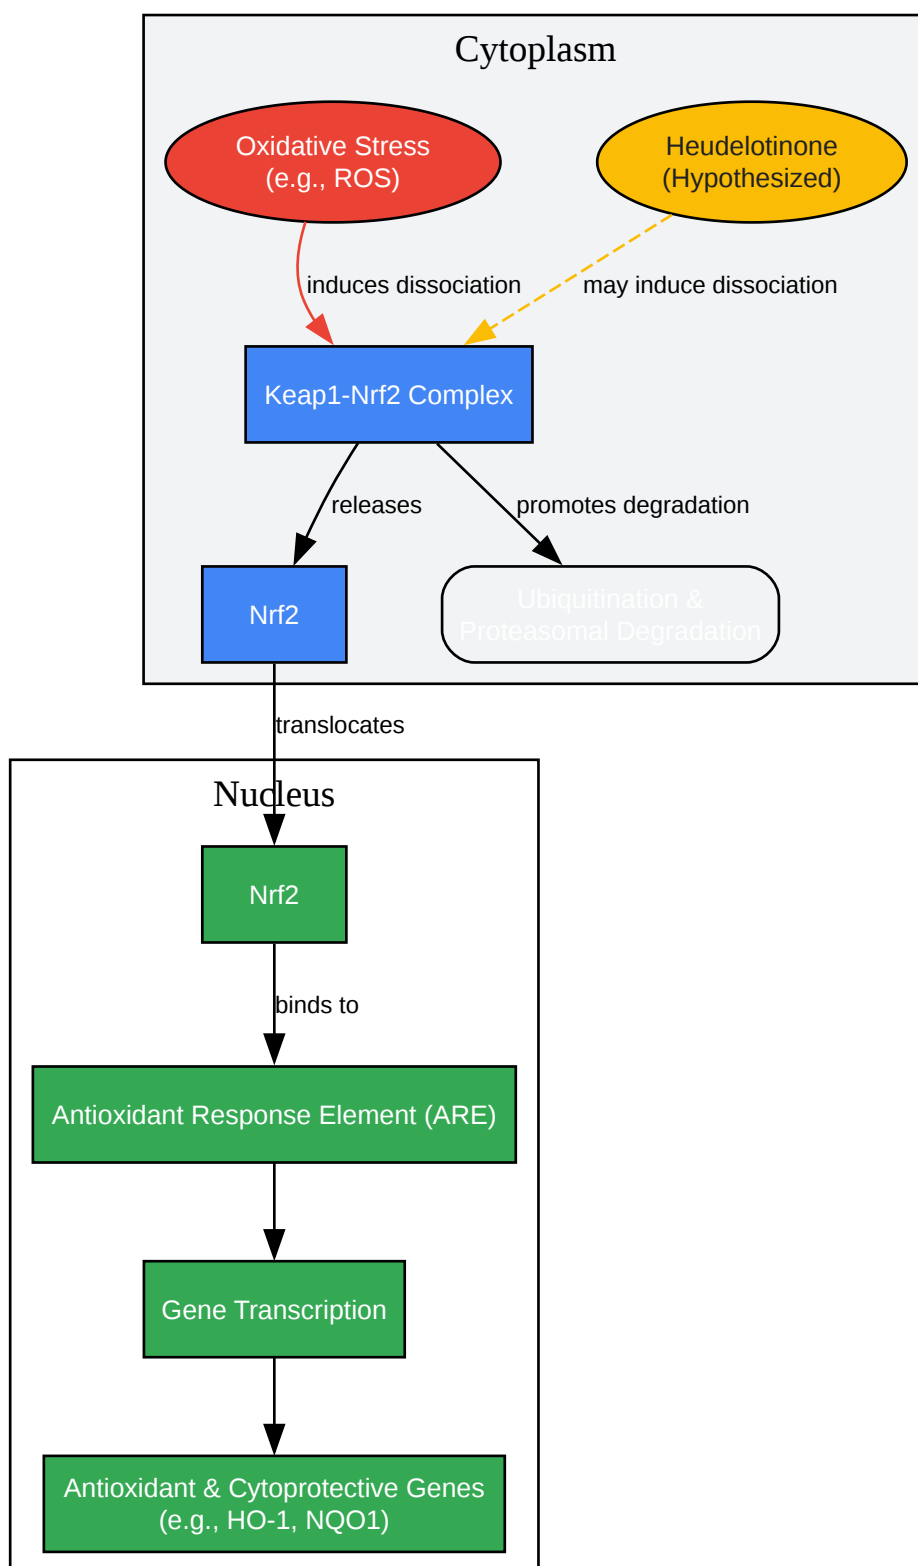 Cytoplasm
Oxidative Stress
(e.g., ROS)
Heudelotinone
(Hypothesized)
induces dissociation
may induce dissociation
Keap1-Nrf2 Complex
releases
promotes degradation
Nrf2
Ubiquitination &
Proteasomal Degradation
translocates
Nucleus
Nrf2
binds to
Antioxidant Response Element (ARE)
Gene Transcription
Antioxidant & Cytoprotective Genes
(e.g., HO-1, NQO1)